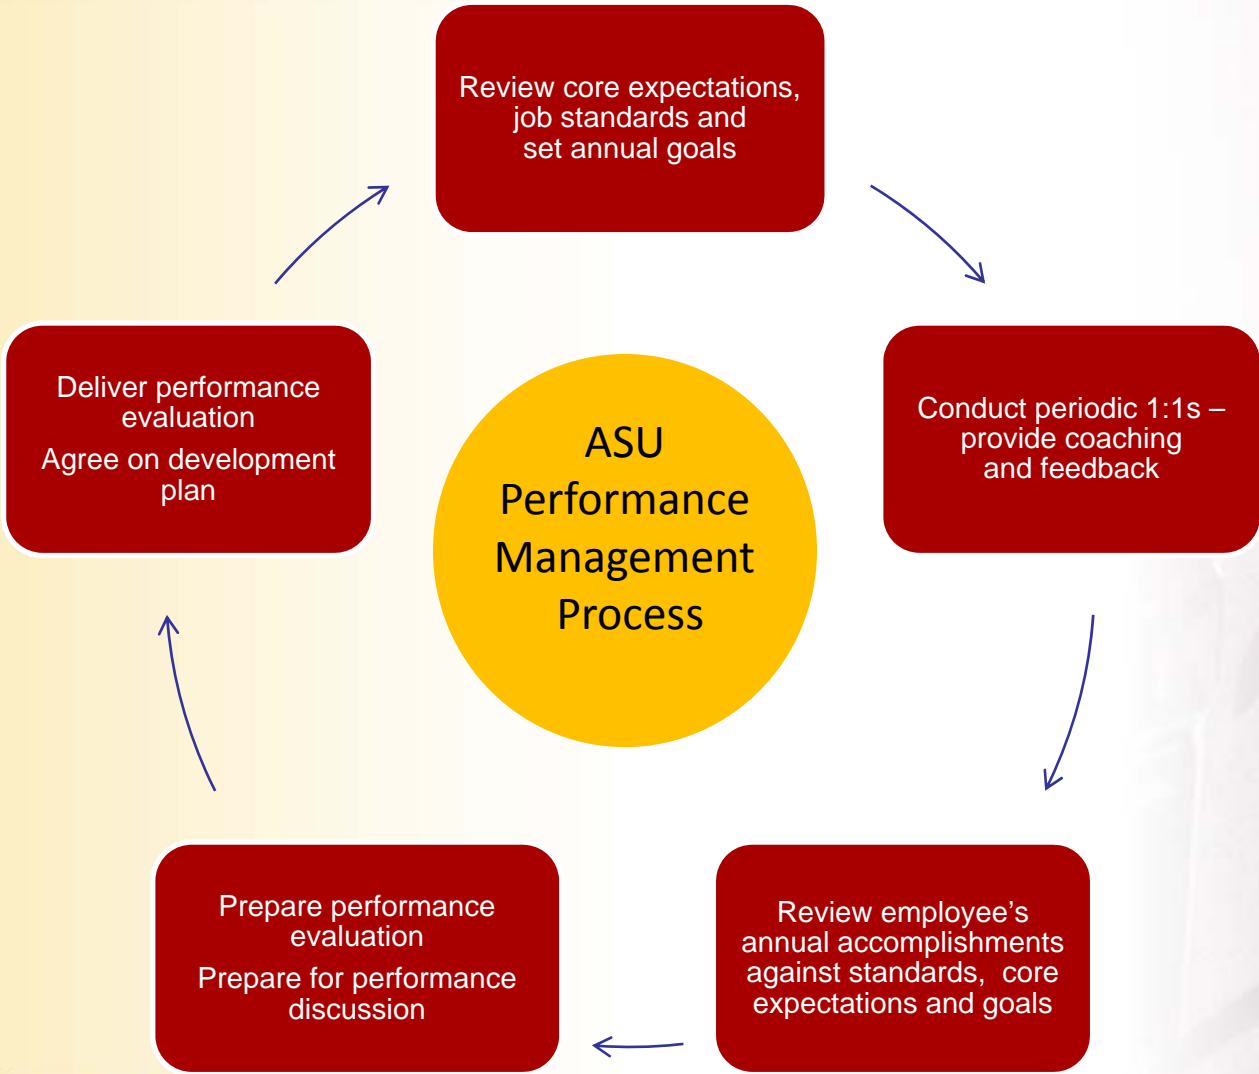 Review core expectations,
job standards and
set annual goals
Conduct periodic 1:1s –
provide coaching
and feedback
Review employee’s
annual accomplishments
against standards,  core
expectations and goals
Prepare performance
evaluation
Prepare for performance
discussion
Deliver performance
evaluation
Agree on development
plan
ASU
Performance
Management
Process